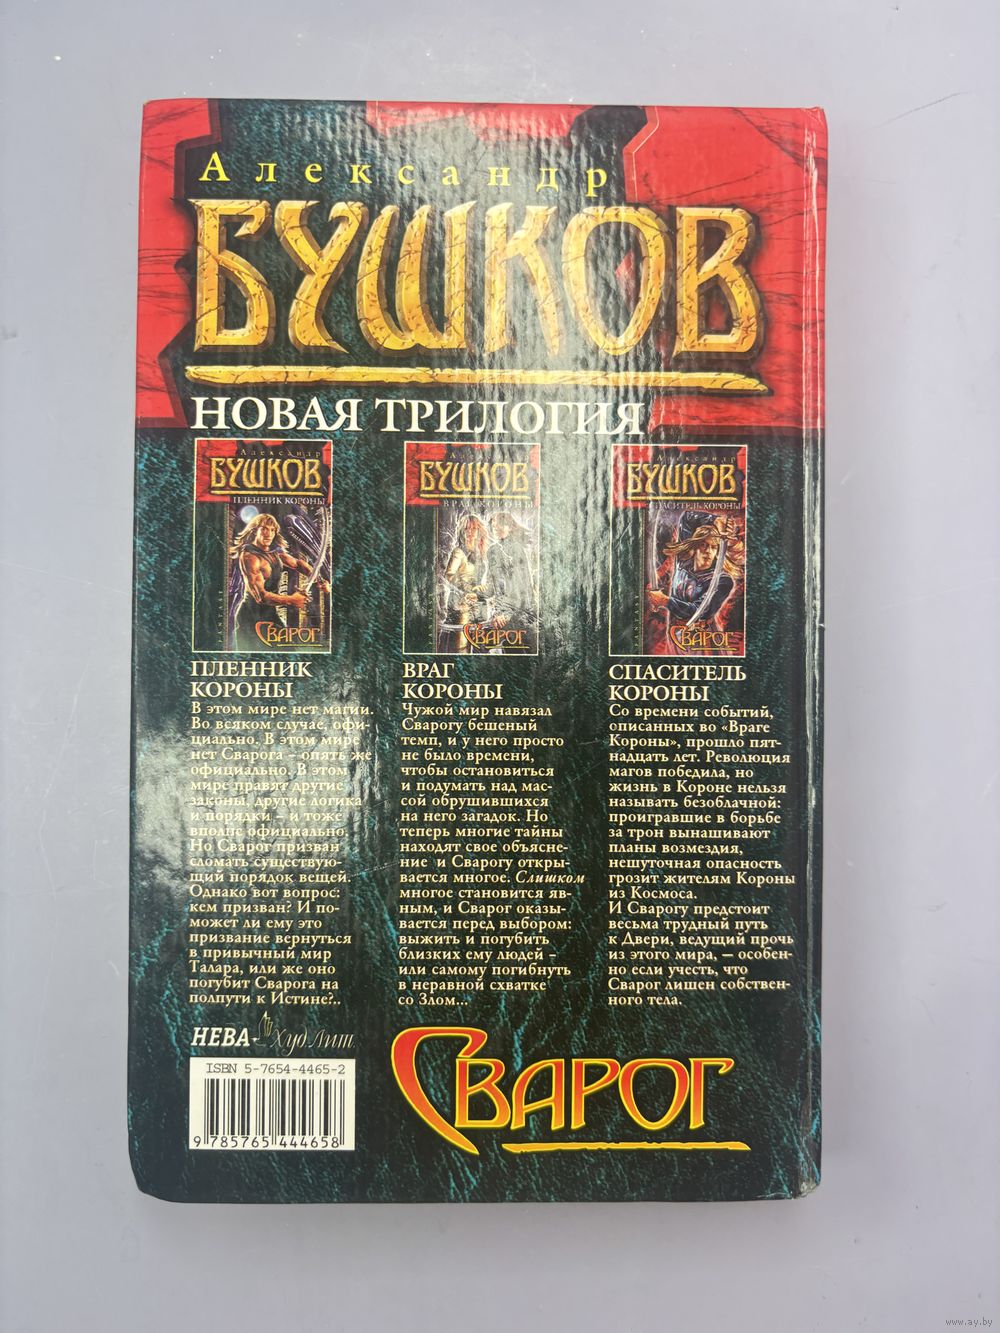 Александр
БУШКОВ
НОВАЯ ТРИЛОГИЯ
Александр
БУШКОВ
ПЛЕННИК КОРОНЫ
СВАРОГ
БУШКОВ
ВРАГ КОРОНЫ
СВАРОГ
Александр
БУШКОВ
СПАСИТЕЛЬ КОРОНЫ
СВАРОГ
ПЛЕННИК
КОРОНЫ
В этом мире нет магии.
Во всяком случае, офи-
циально. В этом мире
нет Сварога – опять же
официально. В этом
мире правят другие
законы, другие логика
и порядки – и тоже
вполне официально.
Но Сварог призван
сломать существую-
щий порядок вещей.
Однако вот вопрос:
кем призван? И по-
может ли ему это
призвание вернуться
в привычный мир
Талара, или же оно
погубит Сварога на
полпути к Истине?..
ВРАГ
КОРОНЫ
Чужой мир навязал
Сварогу бешеный
темп, и у него просто
не было времени,
чтобы остановиться
и подумать над мас-
сой обрушившихся
на него загадок. Но
теперь многие тайны
находят свое объясне-
ние и Сварогу откры-
вается многое. Слишком
многое становится яв-
ным, и Сварог оказы-
вается перед выбором:
выжить и погубить
близких ему людей –
или самому погибнуть
в неравной схватке
со Злом...
СПАСИТЕЛЬ
КОРОНЫ
Со времени событий,
описанных во «Враге
Короны», прошло пят-
надцать лет. Революция
магов победила, но
жизнь в Короне нельзя
называть безоблачной:
проигравшие в борьбе
за трон вынашивают
планы возмездия,
нешуточная опасность
грозит жителям Короны
из Космоса.
И Сварогу предстоит
весьма трудный путь
к Двери, ведущий прочь
из этого мира, – особен-
но если учесть, что
Сварог лишен собствен-
ного тела.
НЕВА
ХудЛит
ISBN 5-7654-4465-2
9 785765 444658
СВАРОГ
www.ay.by